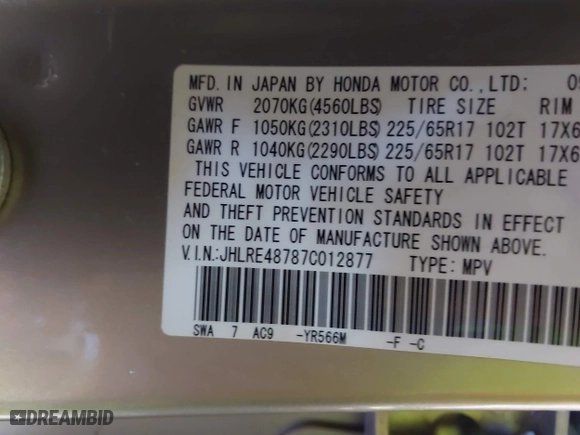 MFD. IN JAPAN BY HONDA MOTOR CO.,LTD:
GVWR 2070KG(4560LBS) TIRE SIZE RIM
GAWR F 1050KG(2310LBS) 225/65R17 102T 17X6
GAWR R 1040KG(2290LBS) 225/65R17 102T 17X6
THIS VEHICLE CONFORMS TO ALL APPLICABLE
FEDERAL MOTOR VEHICLE SAFETY
AND THEFT PREVENTION STANDARDS IN EFFECT
ON THE DATE OF MANUFACTURE SHOWN ABOVE.
V.I.N.:JHLRE48787C012877 TYPE:MPV
SWA 7 AC9 -YR566M -F -C
DREAMBID